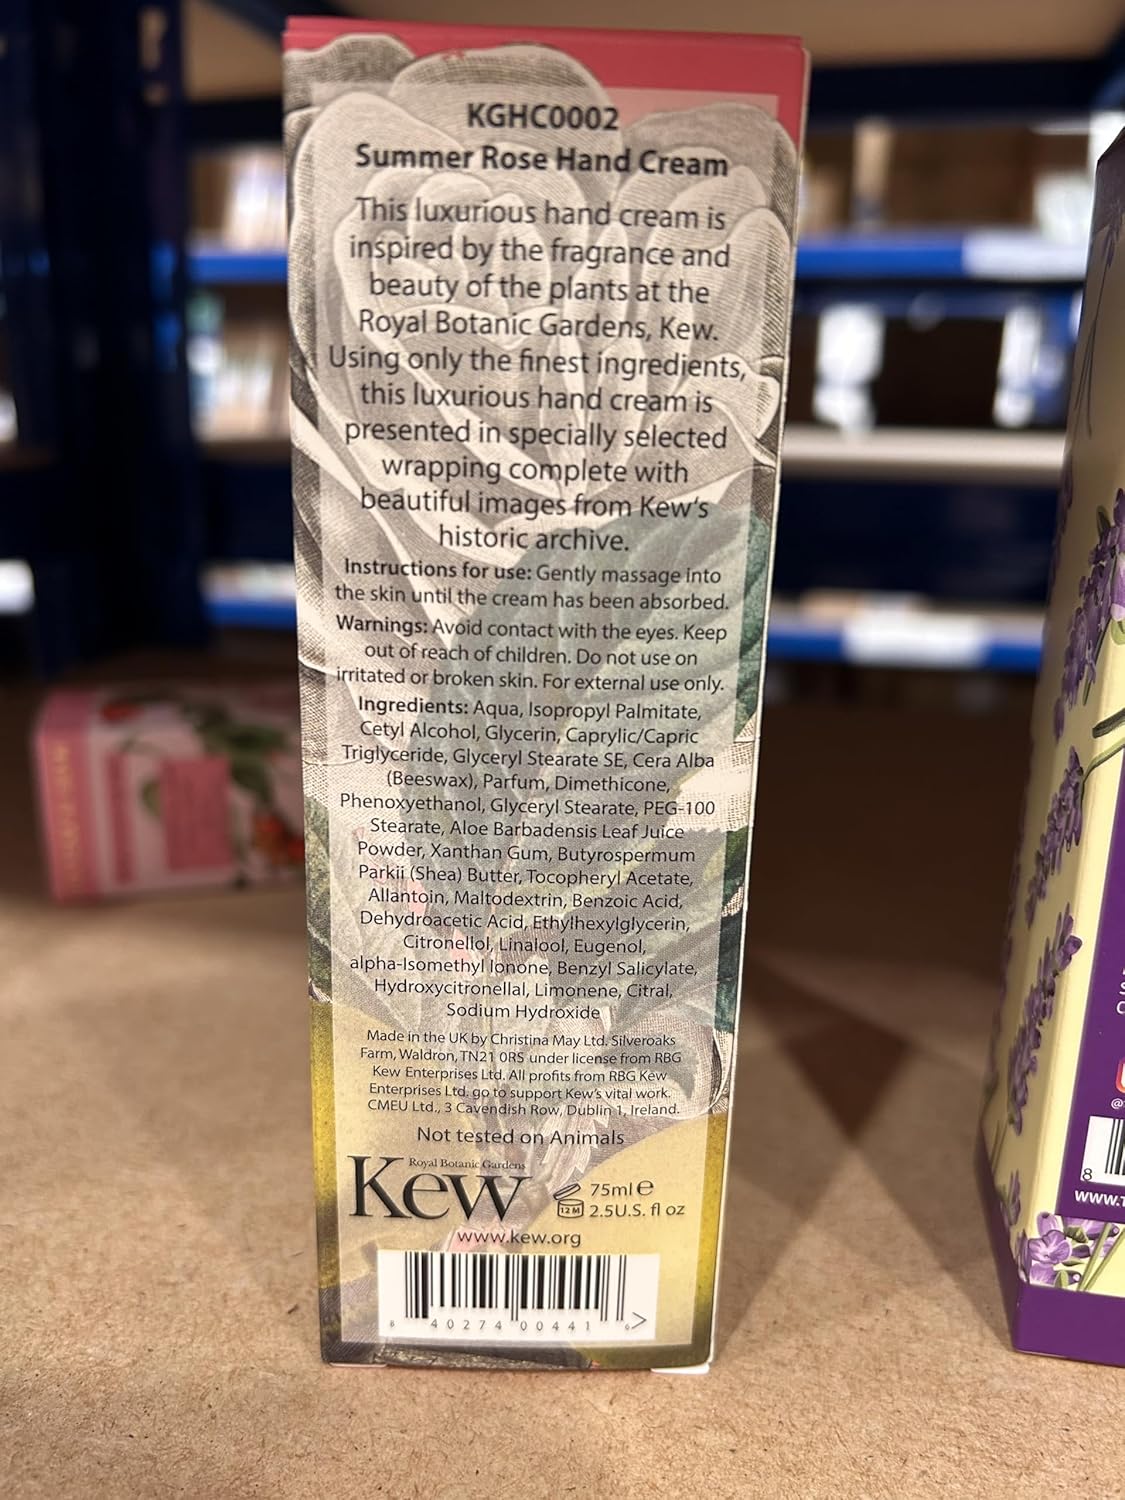 KGHC0002
Summer Rose Hand Cream
This luxurious hand cream is
inspired by the fragrance and
beauty of the plants at the
Royal Botanic Gardens, Kew.
Using only the finest ingredients,
this luxurious hand cream is
presented in specially selected
wrapping complete with
beautiful images from Kew's
historic archive.
Instructions for use: Gently massage into
the skin until the cream has been absorbed.
Warnings: Avoid contact with the eyes. Keep
out of reach of children. Do not use on
irritated or broken skin. For external use only.
Ingredients: Aqua, Isopropyl Palmitate,
Cetyl Alcohol, Glycerin, Caprylic/Capric
Triglyceride, Glyceryl Stearate SE, Cera Alba
(Beeswax), Parfum, Dimethicone,
Phenoxyethanol, Glyceryl Stearate, PEG-100
Stearate, Aloe Barbadensis Leaf Juice
Powder, Xanthan Gum, Butyrospermum
Parkii (Shea) Butter, Tocopheryl Acetate,
Allantoin, Maltodextrin, Benzoic Acid,
Dehydroacetic Acid, Ethylhexylglycerin,
Citronellol, Linalool, Eugenol,
alpha-Isomethyl Ionone, Benzyl Salicylate,
Hydroxycitronellal, Limonene, Citral,
Sodium Hydroxide
Made in the UK by Christina May Ltd. Silveroaks
Farm, Waldron, TN21 0RS under license from RBG
Kew Enterprises Ltd. All profits from RBG Kew
Enterprises Ltd. go to support Kew's vital work.
CMEU Ltd., 3 Cavendish Row, Dublin 1, Ireland.
Not tested on Animals
Royal Botanic Gardens
Kew
12 M
75ml e
2.5U.S. fl oz
www.kew.org
8 40274 00441 6 >
8
www.